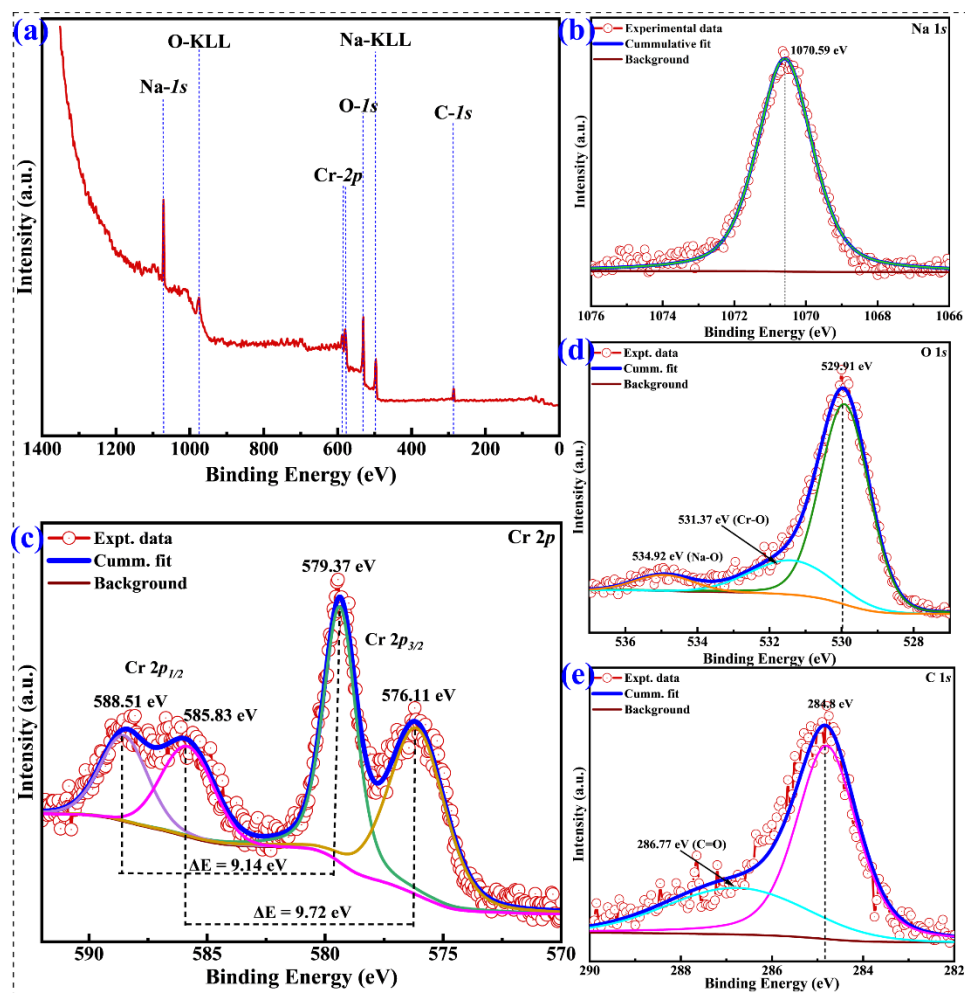 (a)
O-KLL
Na-KLL
Na-1s
O-1s
C-1s
Cr-2p
Intensity (a.u.)
1400 1200 1000 800 600 400 200 0
Binding Energy (eV)
(b)
Experimental data
Cummulative fit
Background
Na 1s
1070.59 eV
Intensity (a.u.)
1076 1074 1072 1070 1068 1066
Binding Energy (eV)
(c)
Expt. data
Cumm. fit
Background
Cr 2p
579.37 eV
Cr 2p3/2
Cr 2p1/2
588.51 eV
585.83 eV
576.11 eV
ΔE = 9.14 eV
ΔE = 9.72 eV
Intensity (a.u.)
590 585 580 575 570
Binding Energy (eV)
(d)
Expt. data
Cumm. fit
Background
O 1s
529.91 eV
531.37 eV (Cr-O)
534.92 eV (Na-O)
Intensity (a.u.)
536 534 532 530 528
Binding Energy (eV)
(e)
Expt. data
Cumm. fit
Background
C 1s
284.8 eV
286.77 eV (C=O)
Intensity (a.u.)
290 288 286 284 282
Binding Energy (eV)